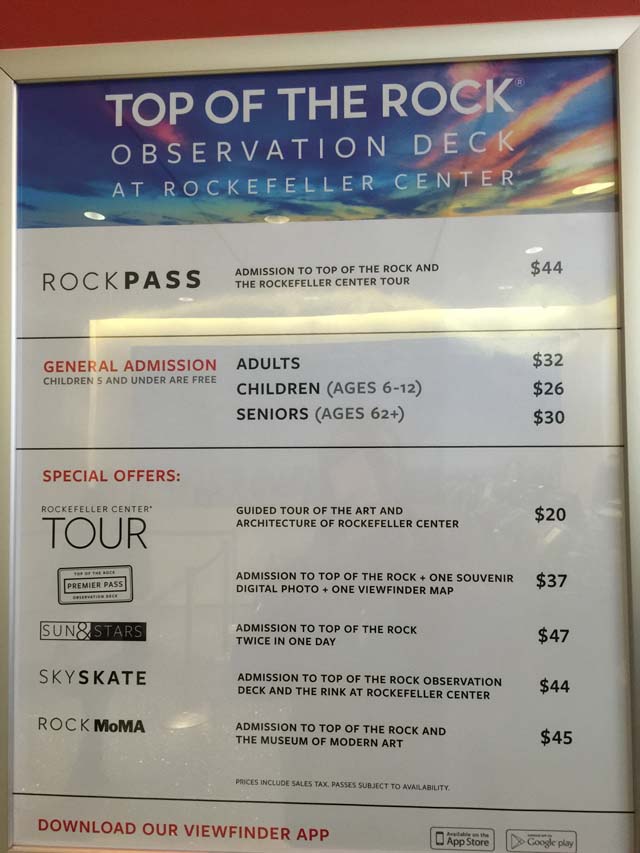 TOP OF THE ROCK®
OBSERVATION DECK
AT ROCKEFELLER CENTER
ROCKPASS
ADMISSION TO TOP OF THE ROCK AND
THE ROCKEFELLER CENTER TOUR
$44
GENERAL ADMISSION
CHILDREN 5 AND UNDER ARE FREE
ADULTS
$32
CHILDREN (AGES 6-12)
$26
SENIORS (AGES 62+)
$30
SPECIAL OFFERS:
ROCKEFELLER CENTER®
TOUR
GUIDED TOUR OF THE ART AND
ARCHITECTURE OF ROCKEFELLER CENTER
$20
TOP OF THE ROCK
PREMIER PASS
OBSERVATION DECK
ADMISSION TO TOP OF THE ROCK + ONE SOUVENIR
DIGITAL PHOTO + ONE VIEWFINDER MAP
$37
SUN&STARS
ADMISSION TO TOP OF THE ROCK
TWICE IN ONE DAY
$47
SKYSKATE
ADMISSION TO TOP OF THE ROCK OBSERVATION
DECK AND THE RINK AT ROCKEFELLER CENTER
$44
ROCK MoMA
ADMISSION TO TOP OF THE ROCK AND
THE MUSEUM OF MODERN ART
$45
PRICES INCLUDE SALES TAX. PASSES SUBJECT TO AVAILABILITY.
DOWNLOAD OUR VIEWFINDER APP
Available on the
App Store
Google play